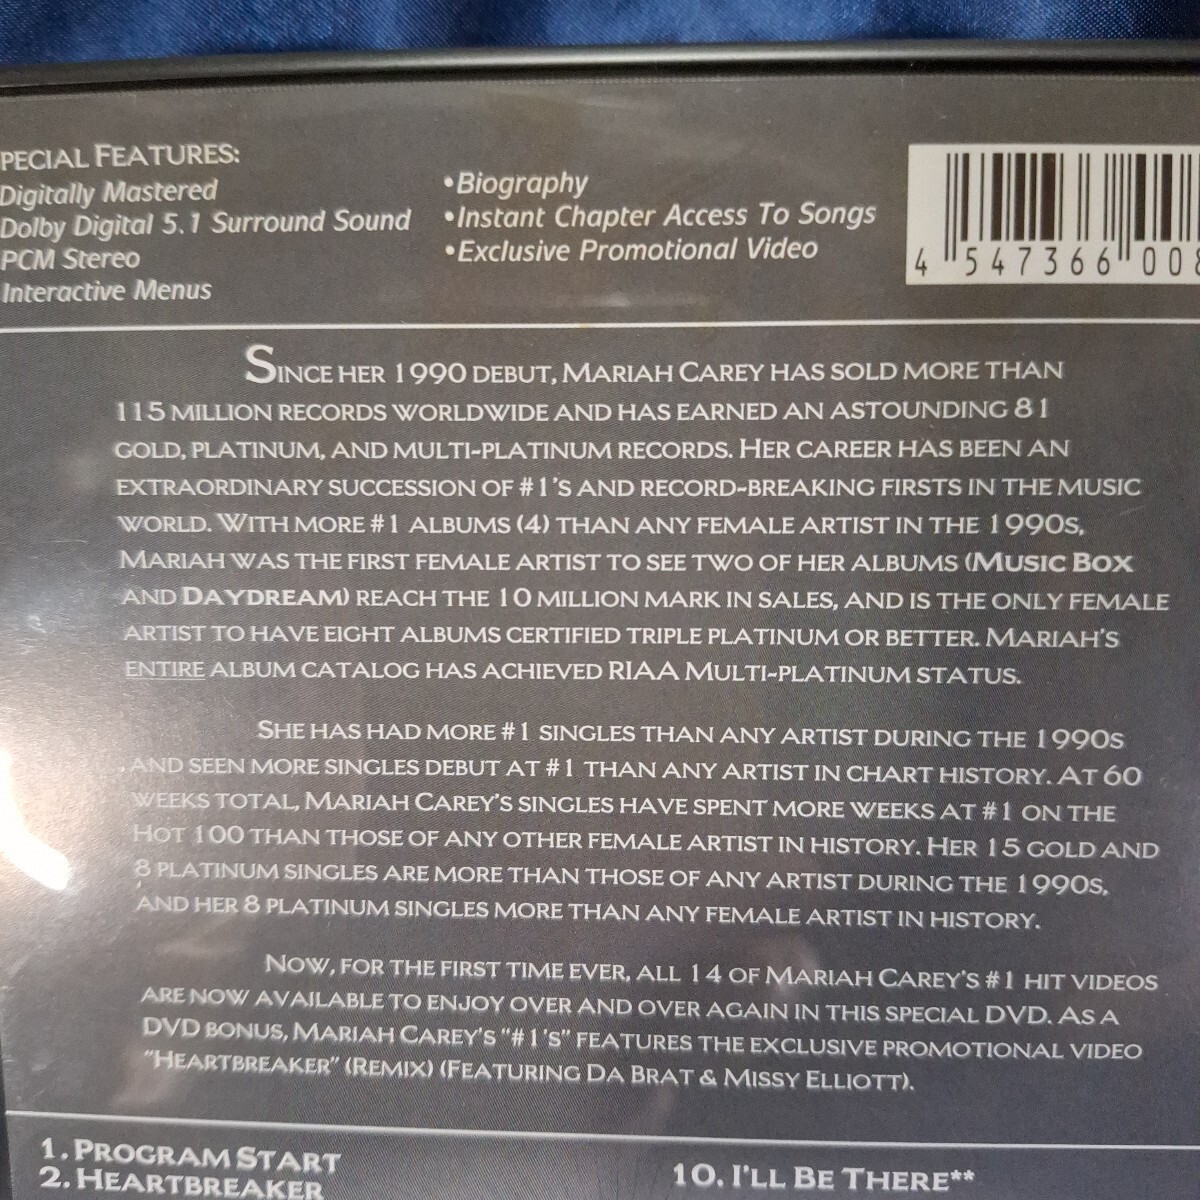 PECIAL FEATURES:
Digitally Mastered
Dolby Digital 5.1 Surround Sound
PCM Stereo
Interactive Menus
•Biography
•Instant Chapter Access To Songs
•Exclusive Promotional Video
4 547366 008
SINCE HER 1990 DEBUT, MARIAH CAREY HAS SOLD MORE THAN
115 MILLION RECORDS WORLDWIDE AND HAS EARNED AN ASTOUNDING 81
GOLD, PLATINUM, AND MULTI-PLATINUM RECORDS. HER CAREER HAS BEEN AN
EXTRAORDINARY SUCCESSION OF #1'S AND RECORD-BREAKING FIRSTS IN THE MUSIC
WORLD. WITH MORE #1 ALBUMS (4) THAN ANY FEMALE ARTIST IN THE 1990S,
MARIAH WAS THE FIRST FEMALE ARTIST TO SEE TWO OF HER ALBUMS (MUSIC BOX
AND DAYDREAM) REACH THE 10 MILLION MARK IN SALES, AND IS THE ONLY FEMALE
ARTIST TO HAVE EIGHT ALBUMS CERTIFIED TRIPLE PLATINUM OR BETTER. MARIAH'S
ENTIRE ALBUM CATALOG HAS ACHIEVED RIAA MULTI-PLATINUM STATUS.
SHE HAS HAD MORE #1 SINGLES THAN ANY ARTIST DURING THE 1990S
AND SEEN MORE SINGLES DEBUT AT #1 THAN ANY ARTIST IN CHART HISTORY. AT 60
WEEKS TOTAL, MARIAH CAREY'S SINGLES HAVE SPENT MORE WEEKS AT #1 ON THE
HOT 100 THAN THOSE OF ANY OTHER FEMALE ARTIST IN HISTORY. HER 15 GOLD AND
8 PLATINUM SINGLES ARE MORE THAN THOSE OF ANY ARTIST DURING THE 1990S,
AND HER 8 PLATINUM SINGLES MORE THAN ANY FEMALE ARTIST IN HISTORY.
NOW, FOR THE FIRST TIME EVER, ALL 14 OF MARIAH CAREY'S #1 HIT VIDEOS
ARE NOW AVAILABLE TO ENJOY OVER AND OVER AGAIN IN THIS SPECIAL DVD. AS A
DVD BONUS, MARIAH CAREY'S "#1'S" FEATURES THE EXCLUSIVE PROMOTIONAL VIDEO
"HEARTBREAKER" (REMIX) (FEATURING DA BRAT & MISSY ELLIOTT).
1. PROGRAM START
2. HEARTBREAKER
10. I'LL BE THERE**